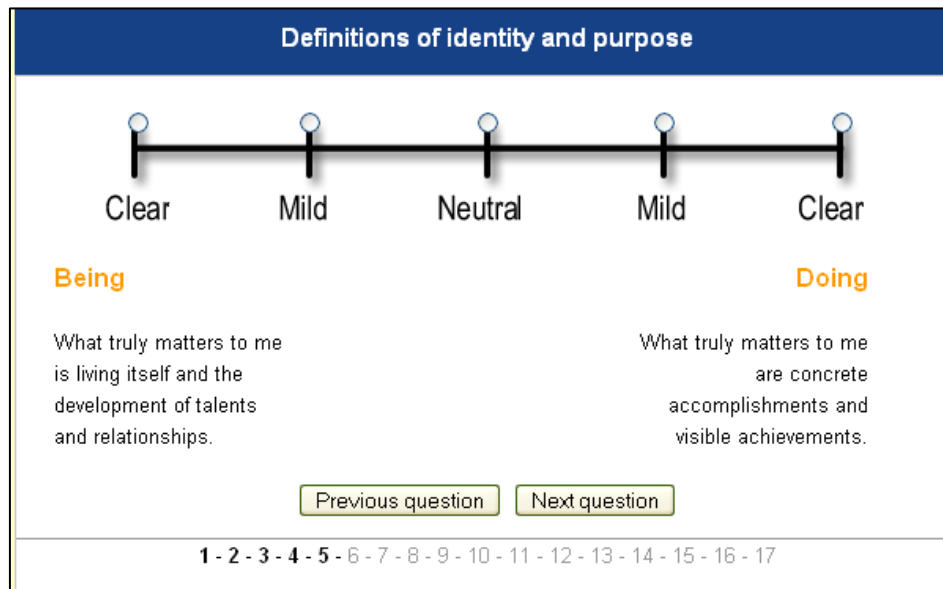 Definitions of identity and purpose
Clear Mild Neutral Mild Clear
Being
Doing
What truly matters to me
is living itself and the
development of talents
and relationships.
What truly matters to me
are concrete
accomplishments and
visible achievements.
Previous question Next question
1 - 2 - 3 - 4 - 5 - 6 - 7 - 8 - 9 - 10 - 11 - 12 - 13 - 14 - 15 - 16 - 17